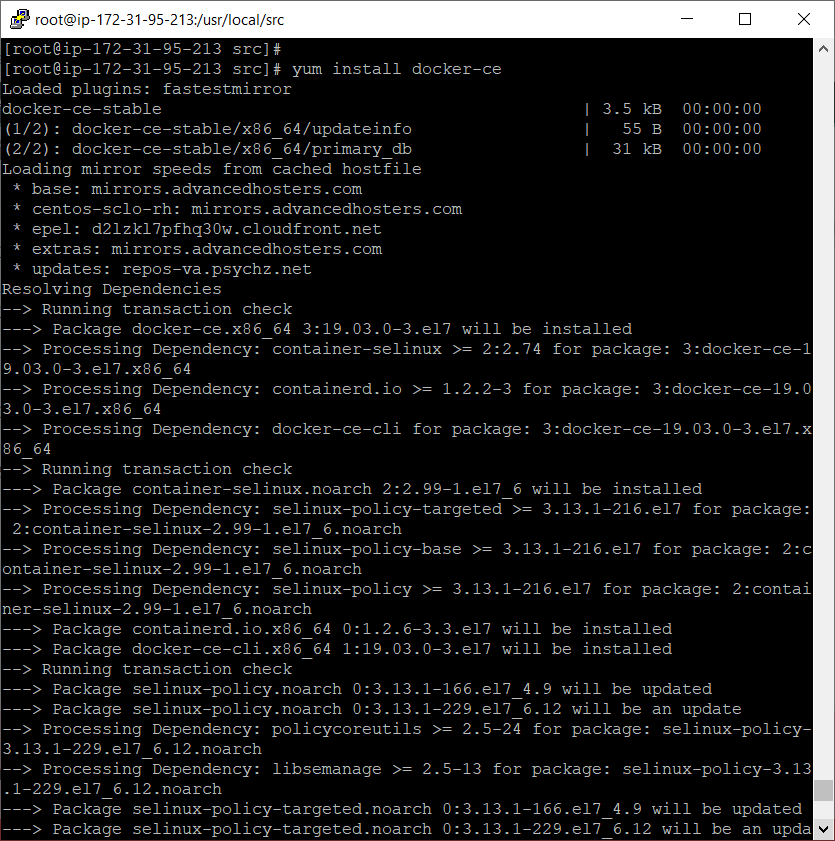 root@ip-172-31-95-213:/usr/local/src
[root@ip-172-31-95-213 src]#
[root@ip-172-31-95-213 src]# yum install docker-ce
Loaded plugins: fastestmirror
docker-ce-stable                                          | 3.5 kB  00:00:00
(1/2): docker-ce-stable/x86_64/updateinfo                 |   55 B  00:00:00
(2/2): docker-ce-stable/x86_64/primary_db                 |  31 kB  00:00:00
Loading mirror speeds from cached hostfile
 * base: mirrors.advancedhosters.com
 * centos-sclo-rh: mirrors.advancedhosters.com
 * epel: d2lzkl7pfhq30w.cloudfront.net
 * extras: mirrors.advancedhosters.com
 * updates: repos-va.psychz.net
Resolving Dependencies
--> Running transaction check
---> Package docker-ce.x86_64 3:19.03.0-3.el7 will be installed
--> Processing Dependency: container-selinux >= 2:2.74 for package: 3:docker-ce-1
9.03.0-3.el7.x86_64
--> Processing Dependency: containerd.io >= 1.2.2-3 for package: 3:docker-ce-19.0
3.0-3.el7.x86_64
--> Processing Dependency: docker-ce-cli for package: 3:docker-ce-19.03.0-3.el7.x
86_64
--> Running transaction check
---> Package container-selinux.noarch 2:2.99-1.el7_6 will be installed
--> Processing Dependency: selinux-policy-targeted >= 3.13.1-216.el7 for package:
 2:container-selinux-2.99-1.el7_6.noarch
--> Processing Dependency: selinux-policy-base >= 3.13.1-216.el7 for package: 2:c
ontainer-selinux-2.99-1.el7_6.noarch
--> Processing Dependency: selinux-policy >= 3.13.1-216.el7 for package: 2:contai
ner-selinux-2.99-1.el7_6.noarch
---> Package containerd.io.x86_64 0:1.2.6-3.3.el7 will be installed
---> Package docker-ce-cli.x86_64 1:19.03.0-3.el7 will be installed
--> Running transaction check
---> Package selinux-policy.noarch 0:3.13.1-166.el7_4.9 will be updated
---> Package selinux-policy.noarch 0:3.13.1-229.el7_6.12 will be an update
--> Processing Dependency: policycoreutils >= 2.5-24 for package: selinux-policy-
3.13.1-229.el7_6.12.noarch
--> Processing Dependency: libsemanage >= 2.5-13 for package: selinux-policy-3.13
.1-229.el7_6.12.noarch
---> Package selinux-policy-targeted.noarch 0:3.13.1-166.el7_4.9 will be updated
---> Package selinux-policy-targeted.noarch 0:3.13.1-229.el7_6.12 will be an upda